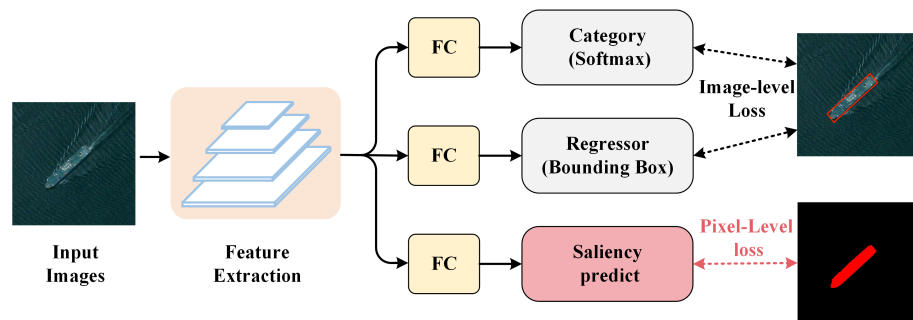 Input
Images
Feature
Extraction
FC
Category
(Softmax)
Image-level
Loss
FC
Regressor
(Bounding Box)
FC
Saliency
predict
Pixel-Level
loss